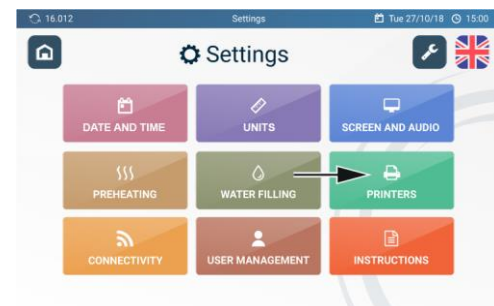 16.012 Settings Tue 27/10/18 15:00
Settings
DATE AND TIME UNITS SCREEN AND AUDIO
PREHEATING WATER FILLING PRINTERS
CONNECTIVITY USER MANAGEMENT INSTRUCTIONS